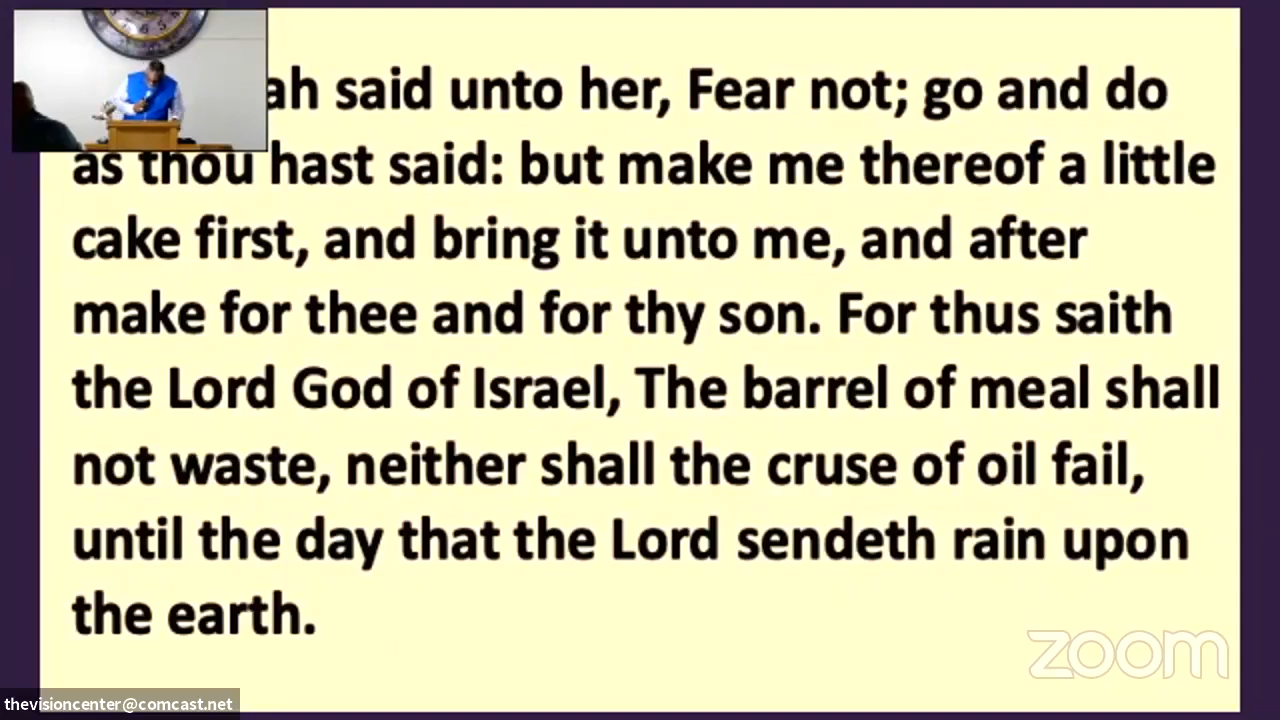 ah said unto her, Fear not; go and do
as thou hast said: but make me thereof a little
cake first, and bring it unto me, and after
make for thee and for thy son. For thus saith
the Lord God of Israel, The barrel of meal shall
not waste, neither shall the cruse of oil fail,
until the day that the Lord sendeth rain upon
the earth.
zoom
thevisioncenter@comcast.net